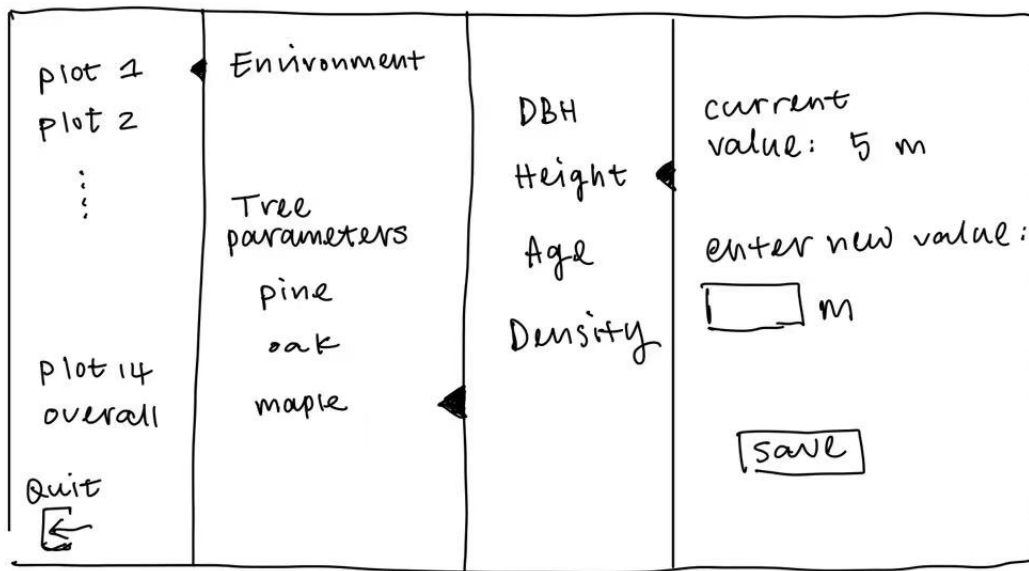 plot 1
plot 2
plot 14
overall
Quit
Environment
Tree
parameters
pine
oak
maple
DBH
Height
Age
Density
current
value: 5 m
enter new value:
m
save